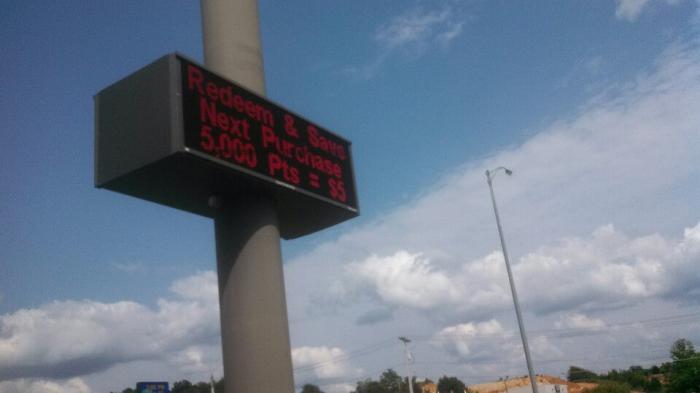 Redeem & Save
Next Purchase
5,000 Pts = $5